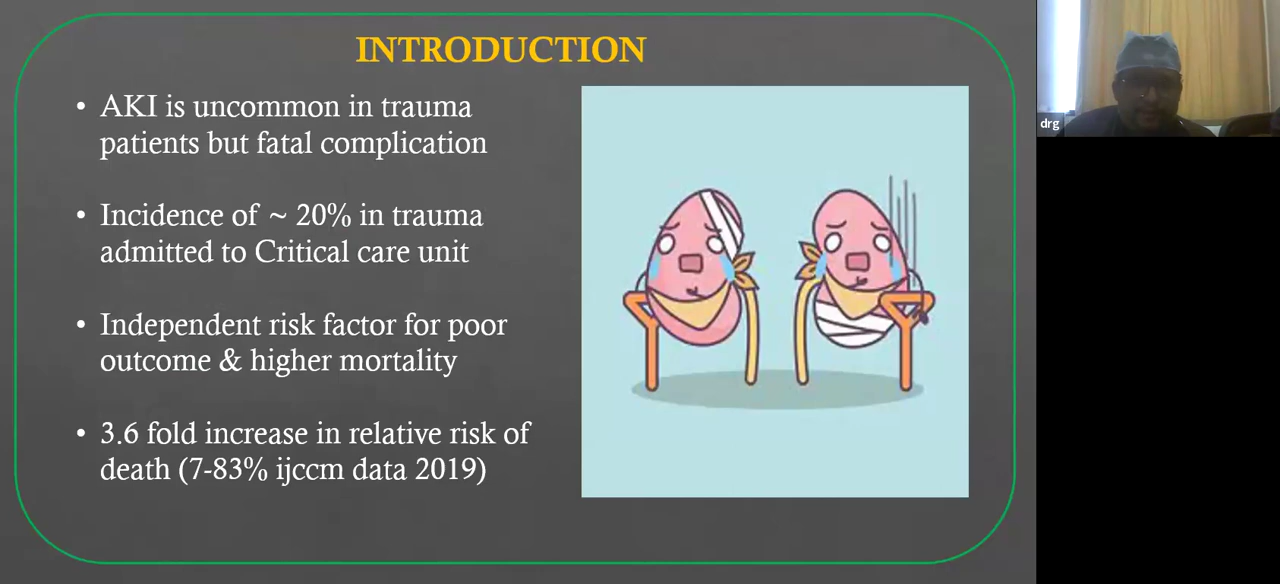 INTRODUCTION
• AKI is uncommon in trauma
patients but fatal complication
• Incidence of ~ 20% in trauma
admitted to Critical care unit
• Independent risk factor for poor
outcome & higher mortality
• 3.6 fold increase in relative risk of
death (7-83% ijccm data 2019)
drg